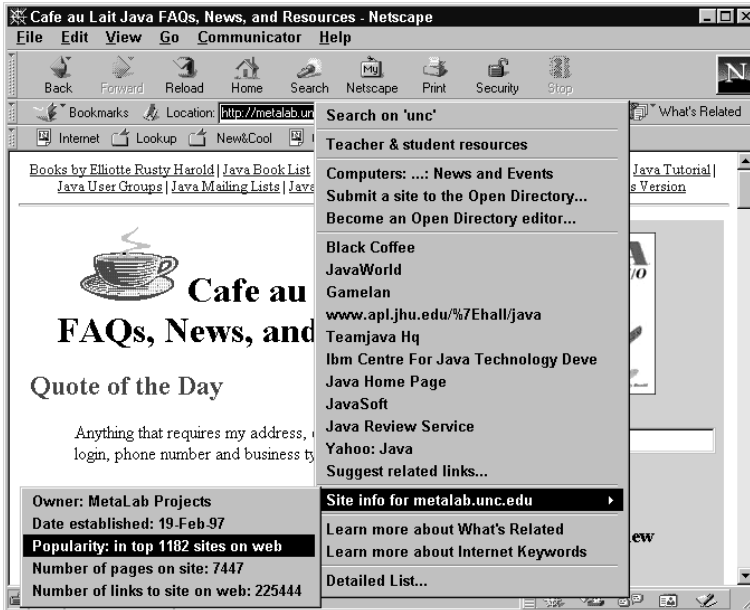 Cafe au Lait Java FAQs, News, and Resources - Netscape
File Edit View Go Communicator Help
My
N
Back Forward Reload Home Search Netscape Print Security Stop
Bookmarks Location: http://metalab.un What's Related
Internet Lookup New&Cool
Books by Elliotte Rusty Harold | Java Book List Java Tutorial |
Java User Groups | Java Mailing Lists | Java s Version
Cafe au
FAQs, News, and
Quote of the Day
Anything that requires my address,
login, phone number and business ty
Search on 'unc'
Teacher & student resources
Computers: ...: News and Events
Submit a site to the Open Directory...
Become an Open Directory editor...
Black Coffee
JavaWorld
Gamelan
www.apl.jhu.edu/%7Ehall/java
Teamjava Hq
Ibm Centre For Java Technology Deve
Java Home Page
JavaSoft
Java Review Service
Yahoo: Java
Suggest related links...
Site info for metalab.unc.edu
Learn more about What's Related
Learn more about Internet Keywords
Detailed List...
Owner: MetaLab Projects
Date established: 19-Feb-97
Popularity: in top 1182 sites on web
Number of pages on site: 7447
Number of links to site on web: 225444
A
I/O
ew